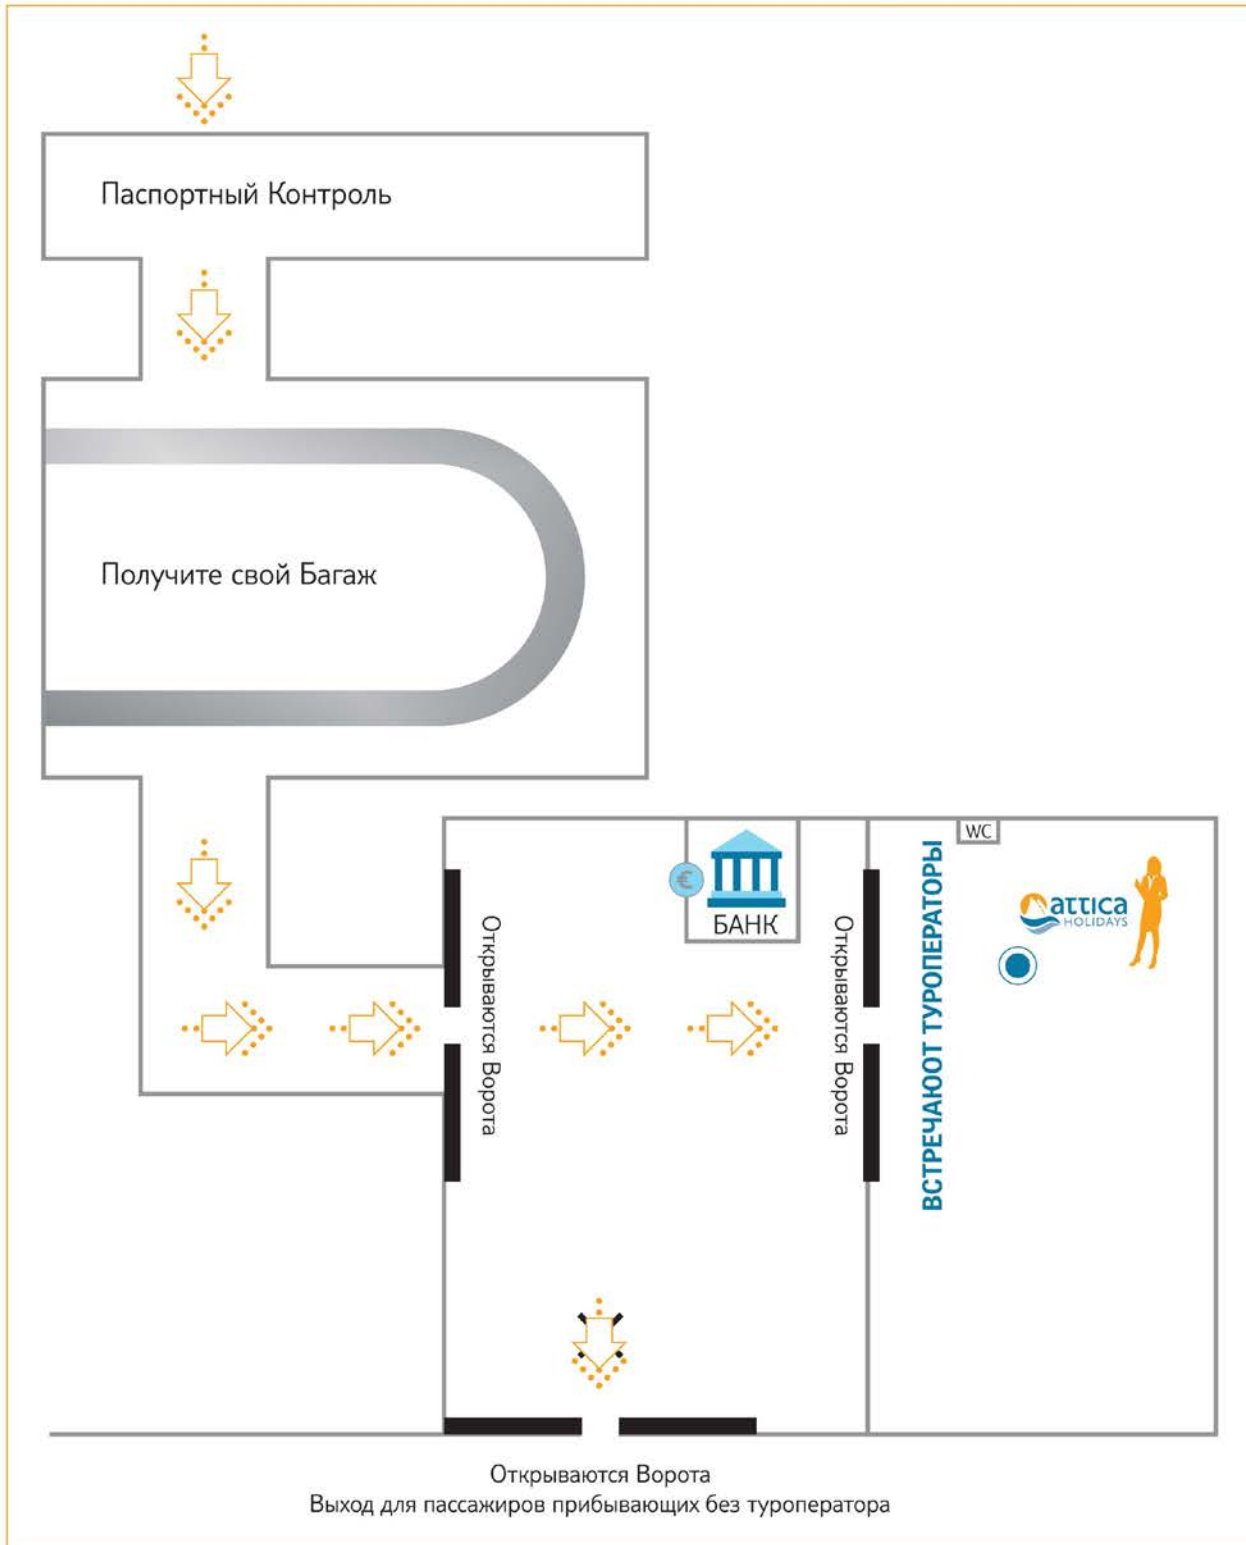 Паспортный Контроль
Получите свой Багаж
Открываются Ворота
€
БАНК
Открываются Ворота
ВСТРЕЧАЮОТ ТУРОПЕРАТОРЫ
WC
attica
HOLIDAYS
Открываются Ворота
Выход для пассажиров прибывающих без туроператора